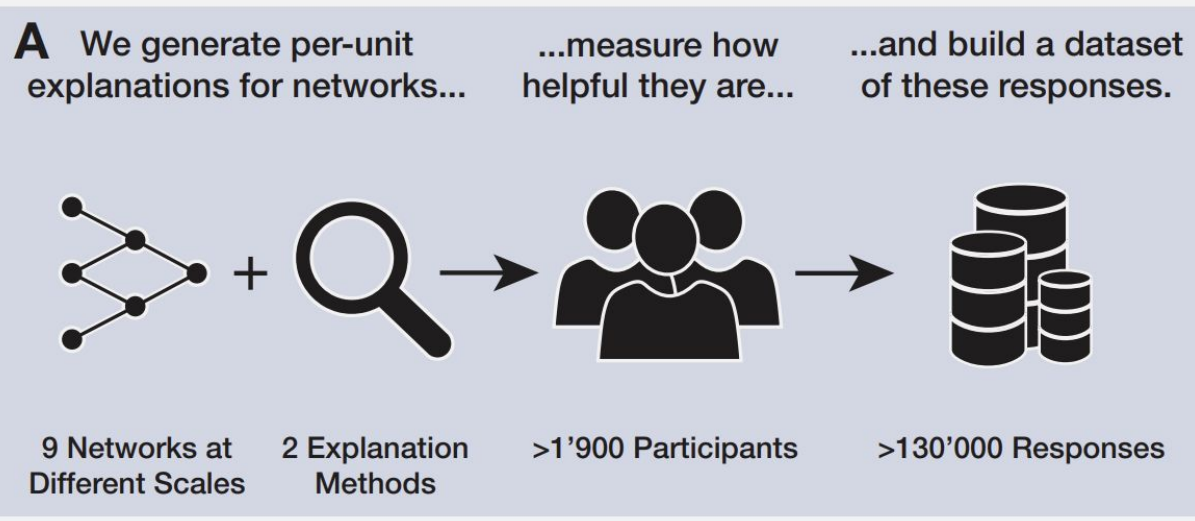 A We generate per-unit
explanations for networks...
...measure how
helpful they are...
...and build a dataset
of these responses.
+
9 Networks at
Different Scales
2 Explanation
Methods
>1’900 Participants
>130’000 Responses